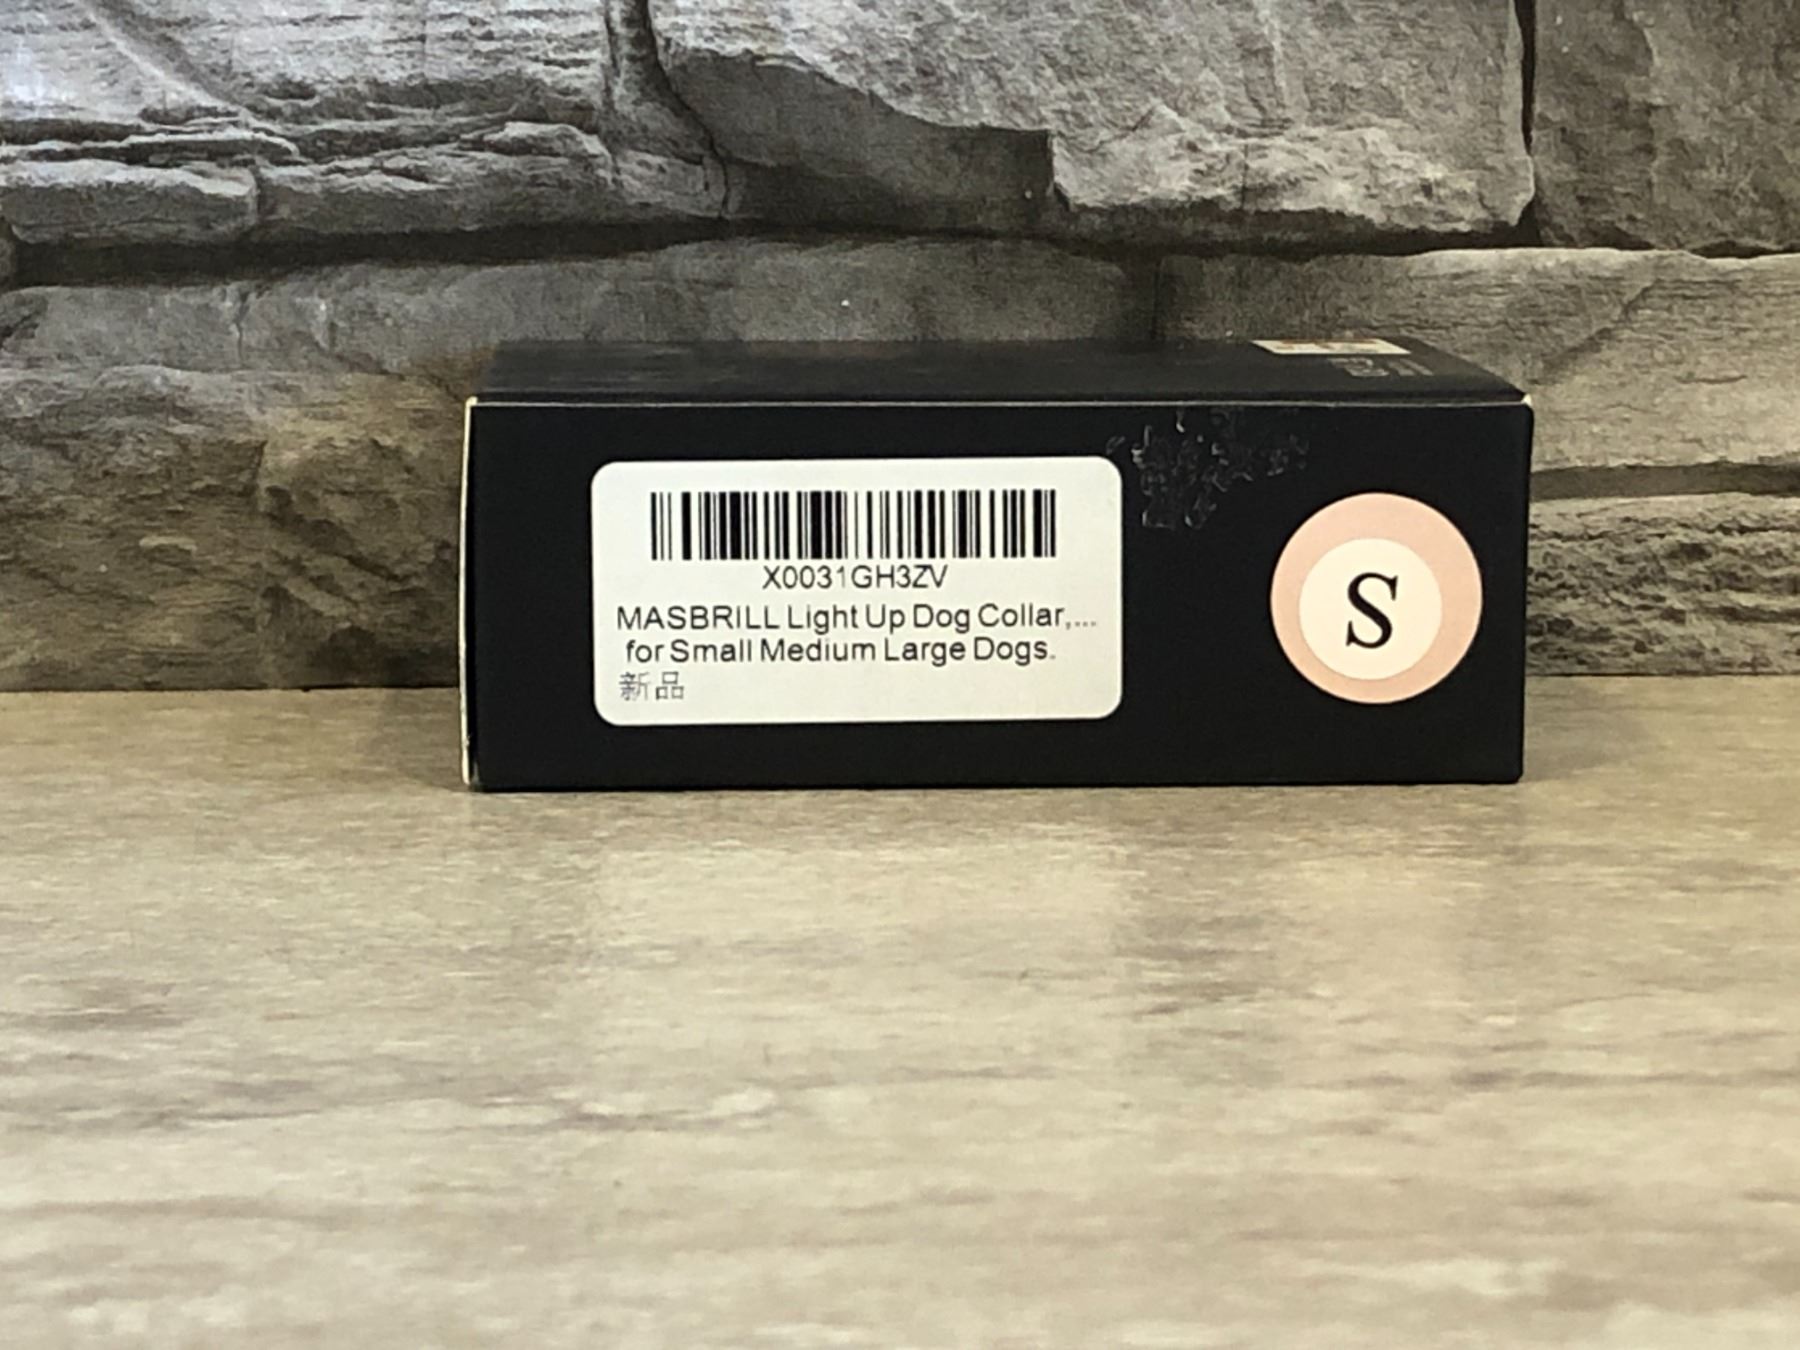 X0031GH3ZV
MASBRILL Light Up Dog Collar,...
for Small Medium Large Dogs.
新品
S